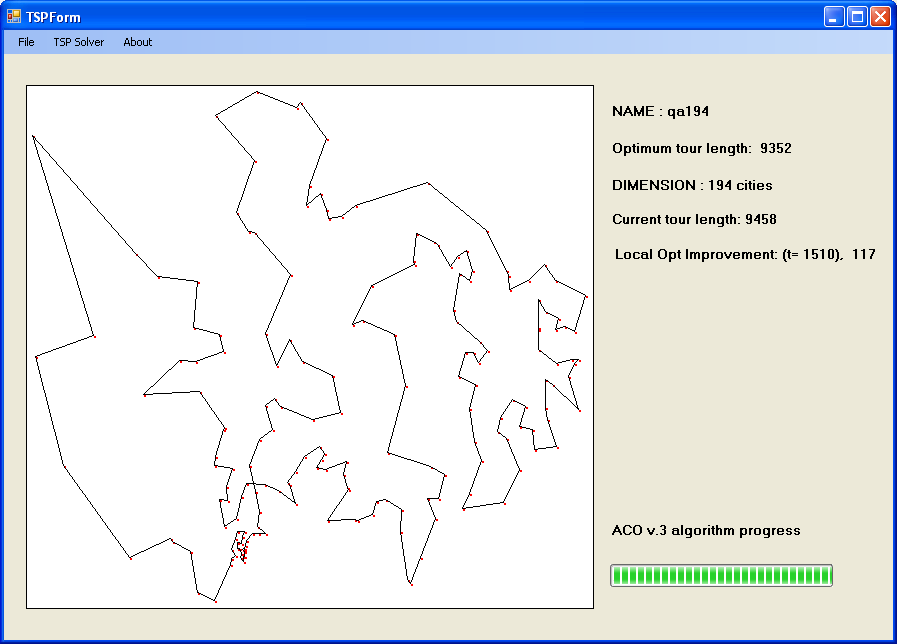 TSPForm
File TSP Solver About
NAME : qa194
Optimum tour length: 9352
DIMENSION : 194 cities
Current tour length: 9458
Local Opt Improvement: (t= 1510), 117
ACO v.3 algorithm progress